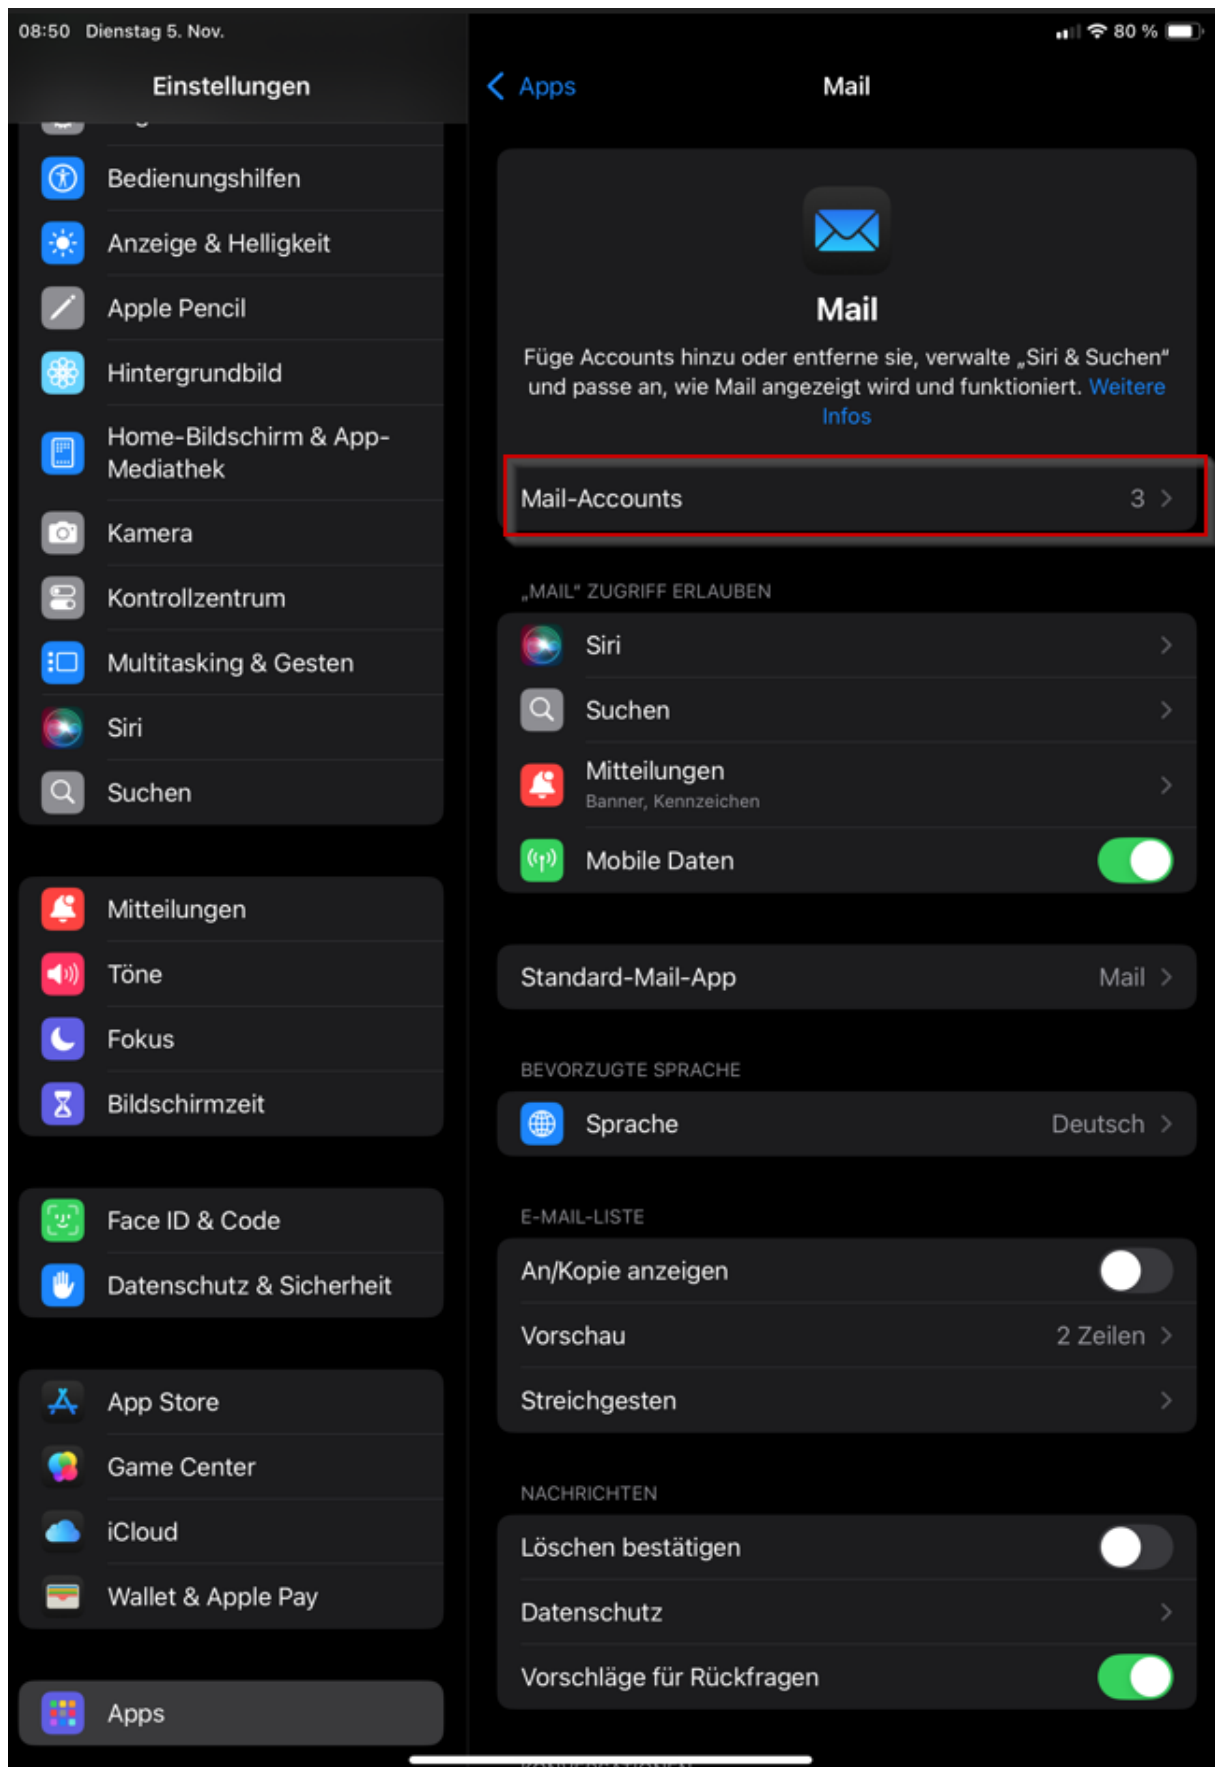 08:50 Dienstag 5. Nov.
80 %
Einstellungen
Bedienungshilfen
Anzeige & Helligkeit
Apple Pencil
Hintergrundbild
Home-Bildschirm & App-
Mediathek
Kamera
Kontrollzentrum
Multitasking & Gesten
Siri
Suchen
Mitteilungen
Töne
Fokus
Bildschirmzeit
Face ID & Code
Datenschutz & Sicherheit
App Store
Game Center
iCloud
Wallet & Apple Pay
Apps
Apps
Mail
Mail
Füge Accounts hinzu oder entferne sie, verwalte „Siri & Suchen“
und passe an, wie Mail angezeigt wird und funktioniert. Weitere
Infos
Mail-Accounts 3
„MAIL“ ZUGRIFF ERLAUBEN
Siri
Suchen
Mitteilungen
Banner, Kennzeichen
Mobile Daten
Standard-Mail-App Mail
BEVORZUGTE SPRACHE
Sprache Deutsch
E-MAIL-LISTE
An/Kopie anzeigen
Vorschau 2 Zeilen
Streichgesten
NACHRICHTEN
Löschen bestätigen
Datenschutz
Vorschläge für Rückfragen